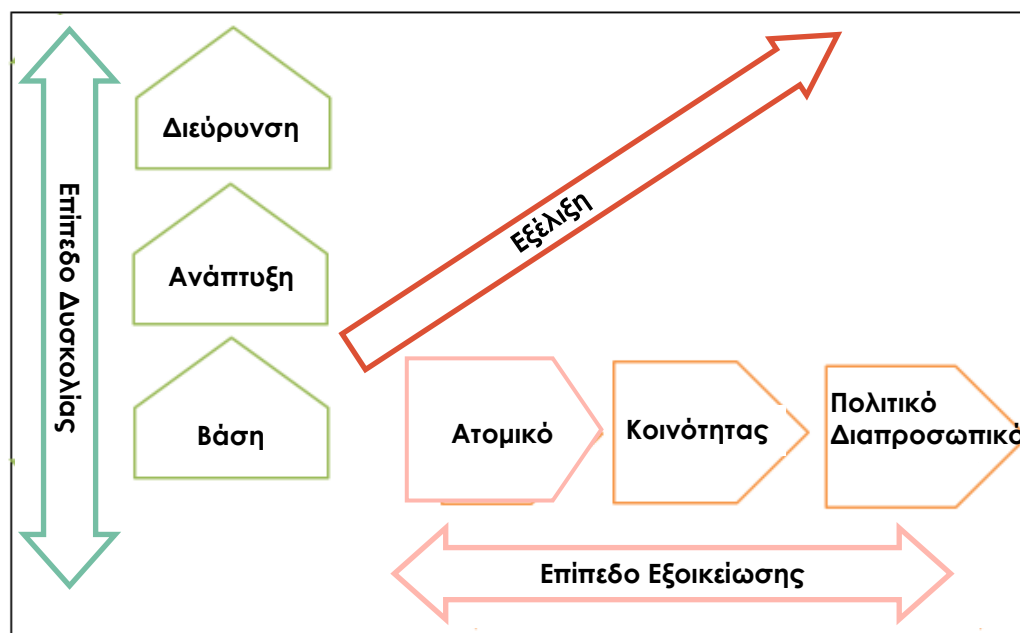 Επίπεδο Δυσκολίας
Διεύρυνση
Ανάπτυξη
Βάση
Εξέλιξη
Ατομικό
Κοινότητας
Πολιτικό
Διαπροσωπικό
Επίπεδο Εξοικείωσης